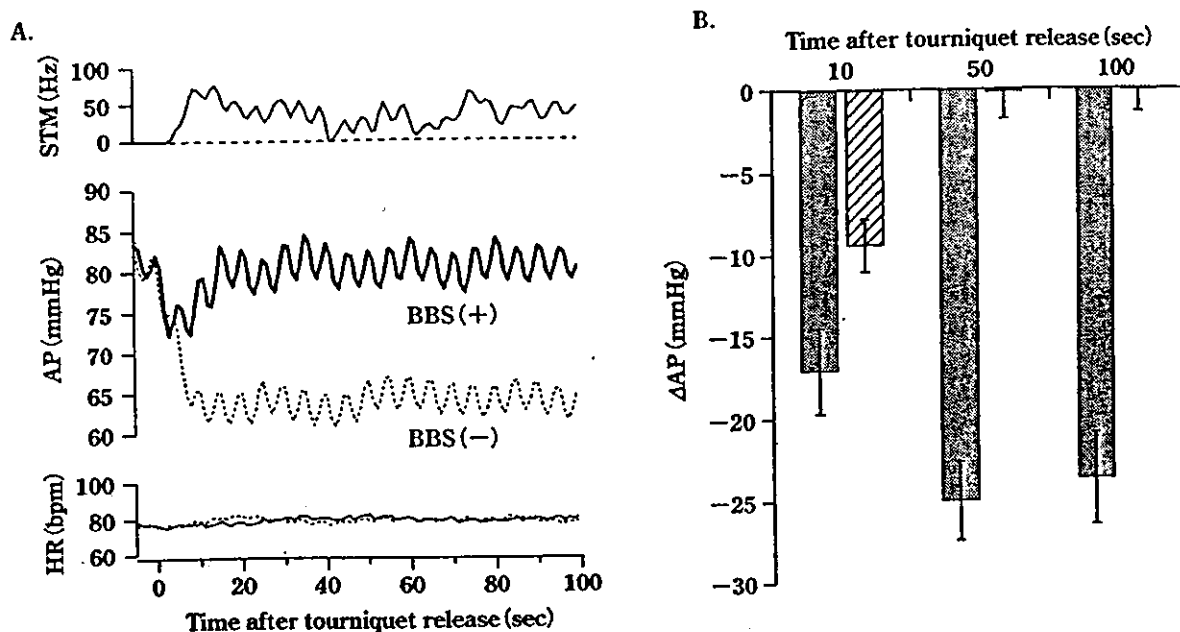 A.
STM (Hz)
100
50
0
AP (mmHg)
90
85
80
75
70
65
60
BBS (+)
BBS (−)
HR (bpm)
100
80
60
0 20 40 60 80 100
Time after tourniquet release (sec)
B.
Time after tourniquet release (sec)
10 50 100
ΔAP (mmHg)
0
−5
−10
−15
−20
−25
−30